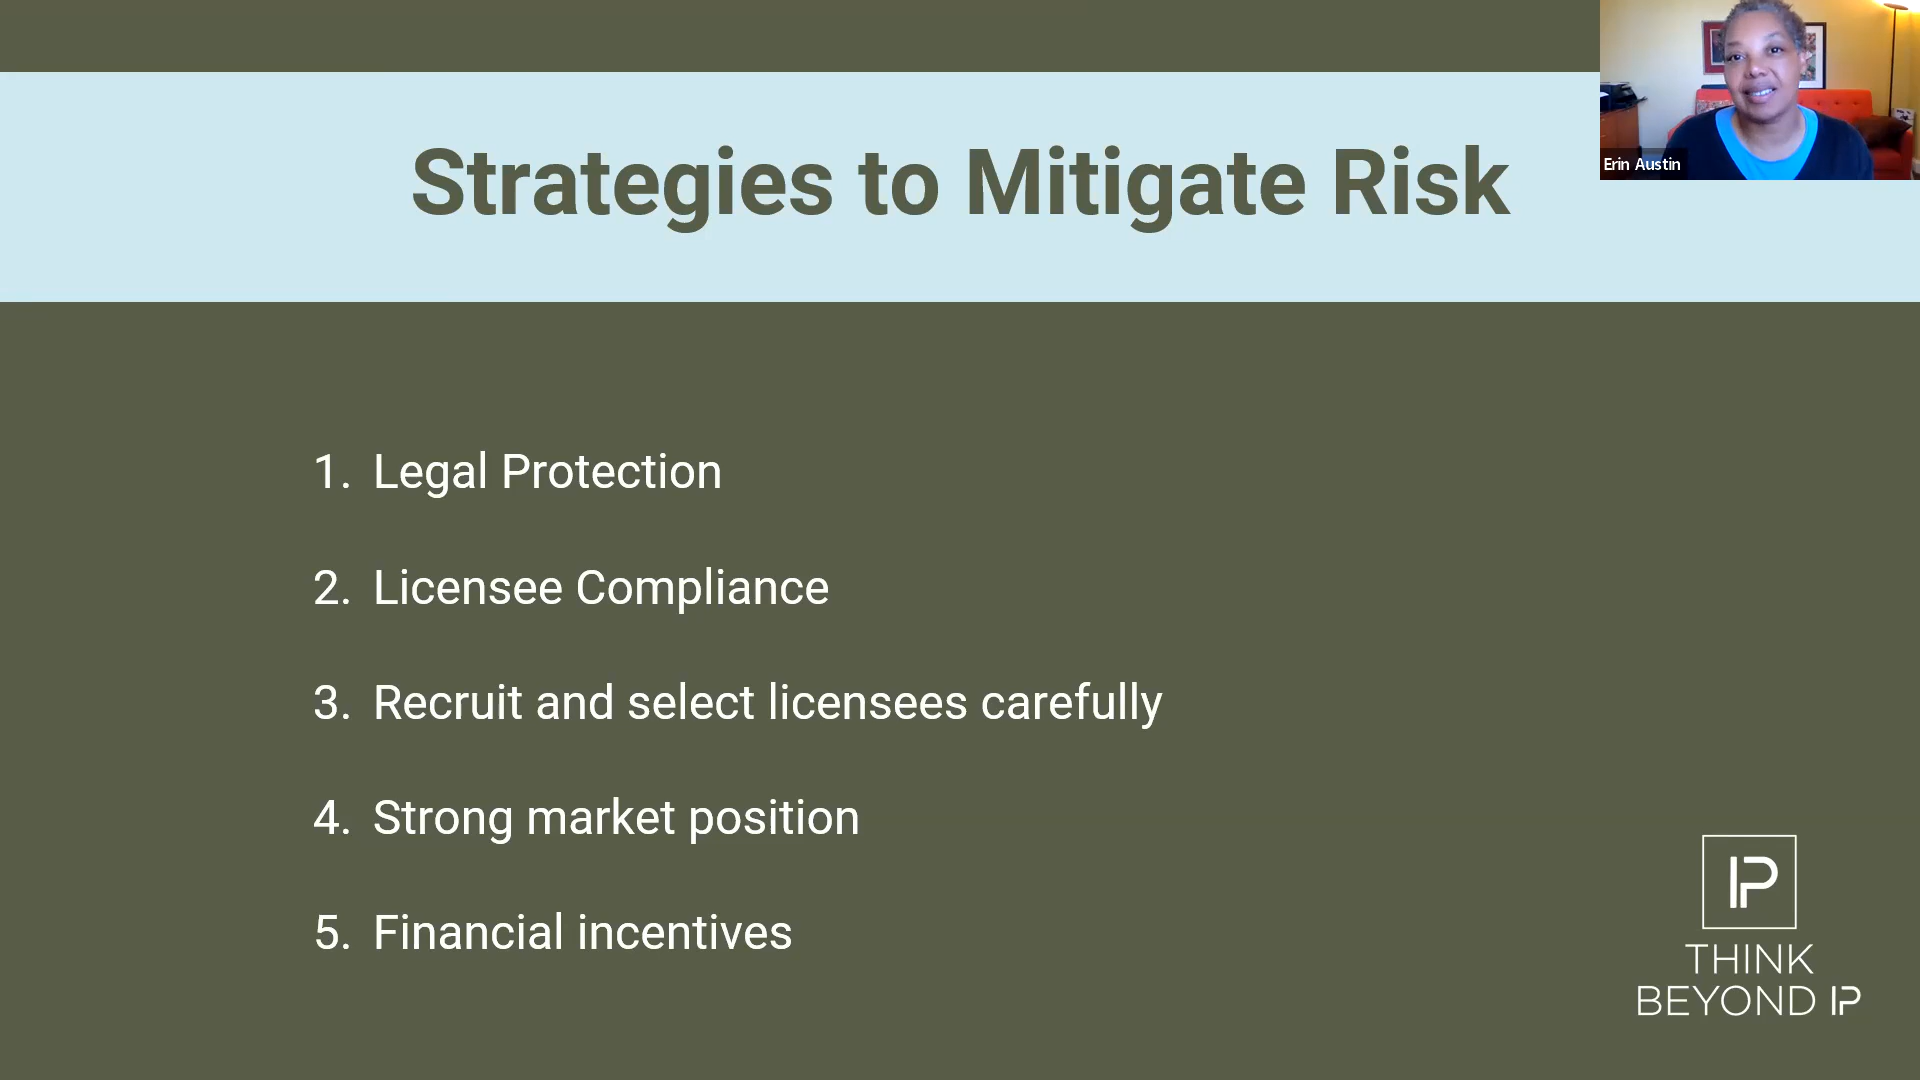 Strategies to Mitigate Risk
Erin Austin
1. Legal Protection
2. Licensee Compliance
3. Recruit and select licensees carefully
4. Strong market position
5. Financial incentives
IP
THINK
BEYOND IP